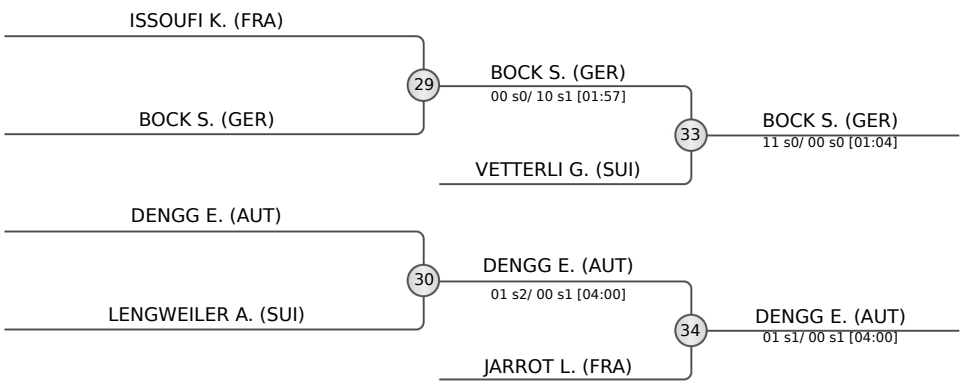 ISSOUFI K. (FRA)
29
BOCK S. (GER)
BOCK S. (GER)
00 s0/ 10 s1 [01:57]
33
BOCK S. (GER)
11 s0/ 00 s0 [01:04]
VETTERLI G. (SUI)
DENGG E. (AUT)
30
LENGWEILER A. (SUI)
DENGG E. (AUT)
01 s2/ 00 s1 [04:00]
34
DENGG E. (AUT)
01 s1/ 00 s1 [04:00]
JARROT L. (FRA)